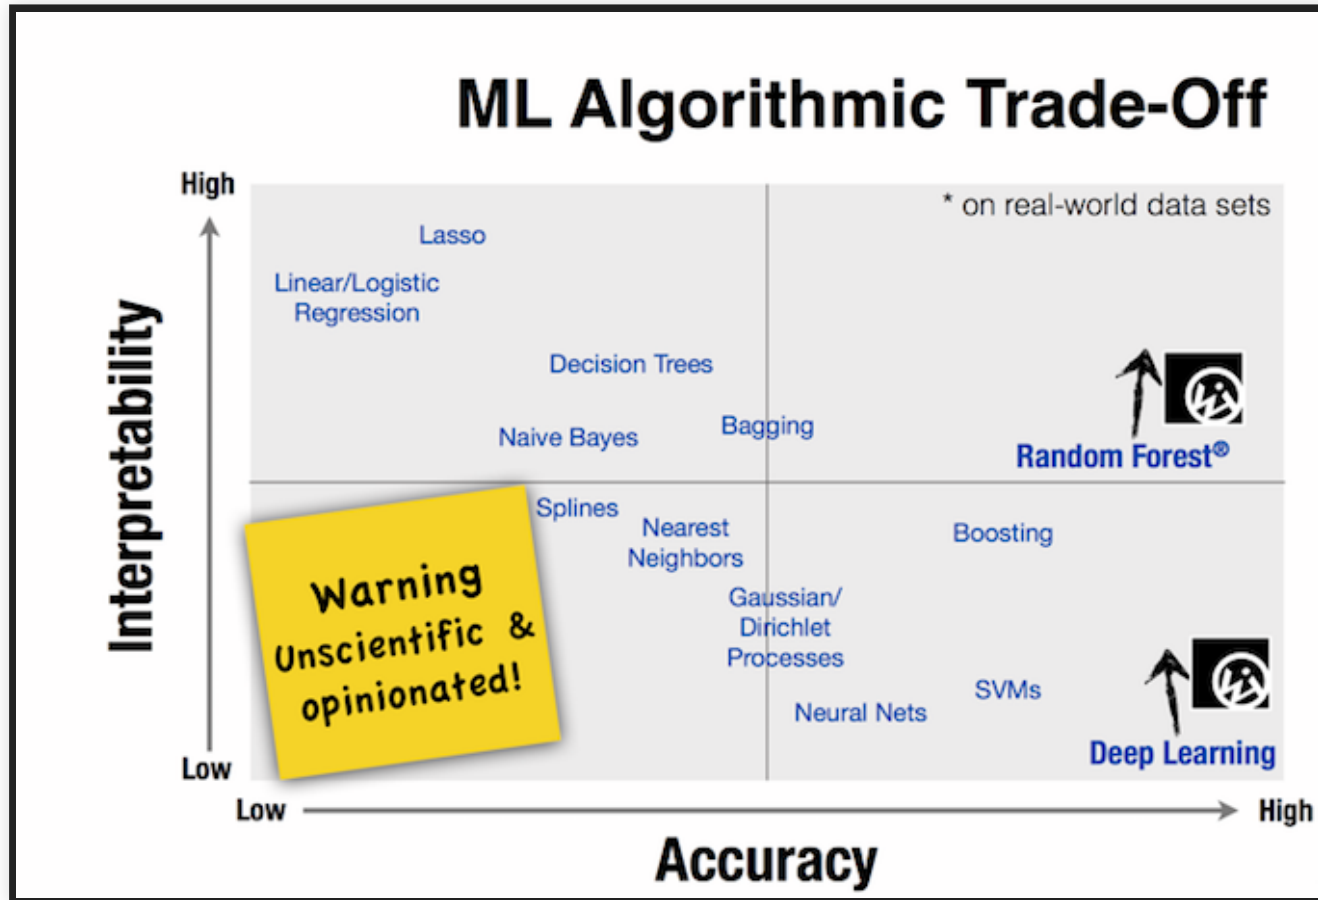 ML Algorithmic Trade-Off
High
* on real-world data sets
Lasso
Linear/Logistic
Regression
Decision Trees
Naive Bayes
Bagging
Random Forest®
Interpretability
Splines
Nearest
Neighbors
Boosting
Warning
Unscientific &
opinionated!
Gaussian/
Dirichlet
Processes
SVMs
Neural Nets
Deep Learning
Low
Low
High
Accuracy